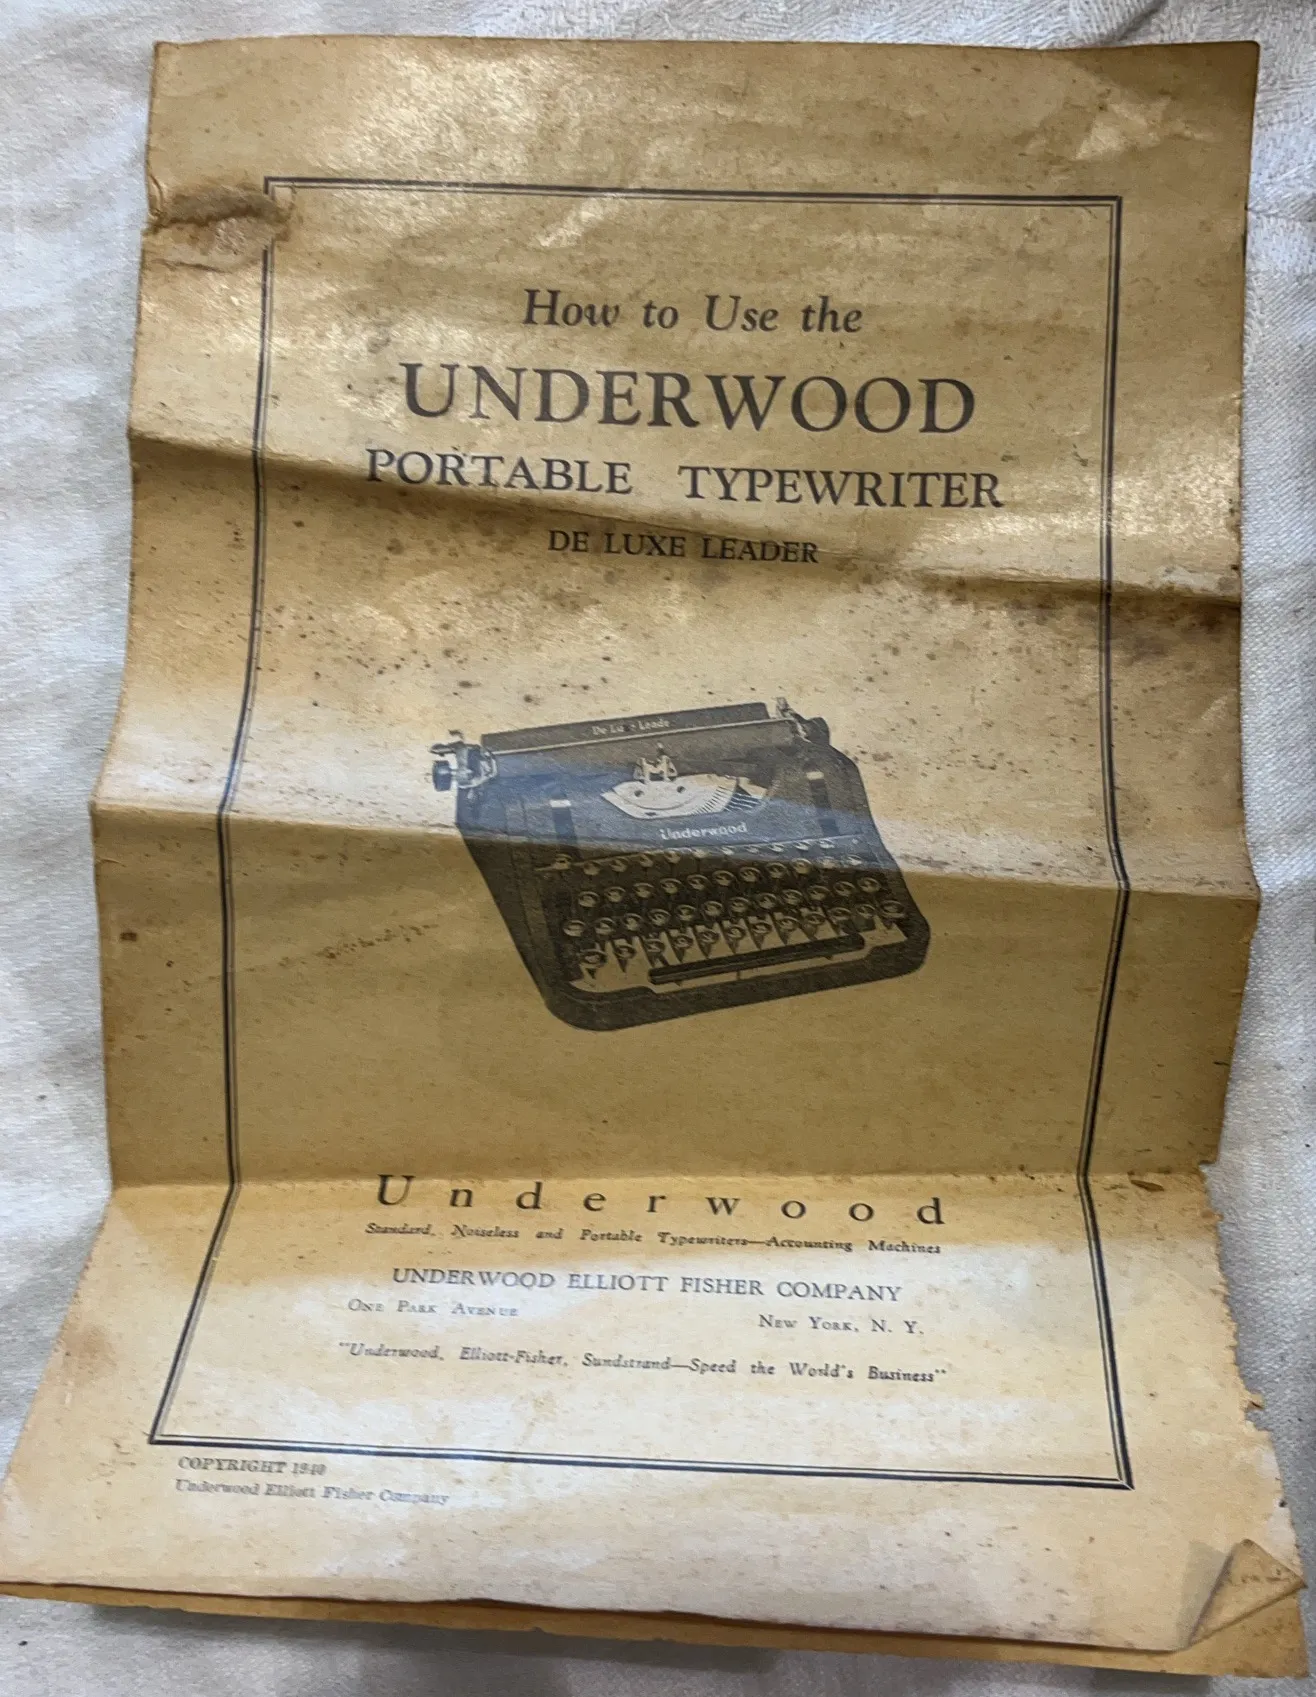 How to Use the
UNDERWOOD
PORTABLE TYPEWRITER
DE LUXE LEADER
Underwood
Underwood
Standard, Noiseless and Portable Typewriters—Accounting Machines
UNDERWOOD ELLIOTT FISHER COMPANY
ONE PARK AVENUE NEW YORK, N. Y.
"Underwood, Elliott-Fisher, Sundstrand—Speed the World's Business"
COPYRIGHT 1940
Underwood Elliott Fisher Company